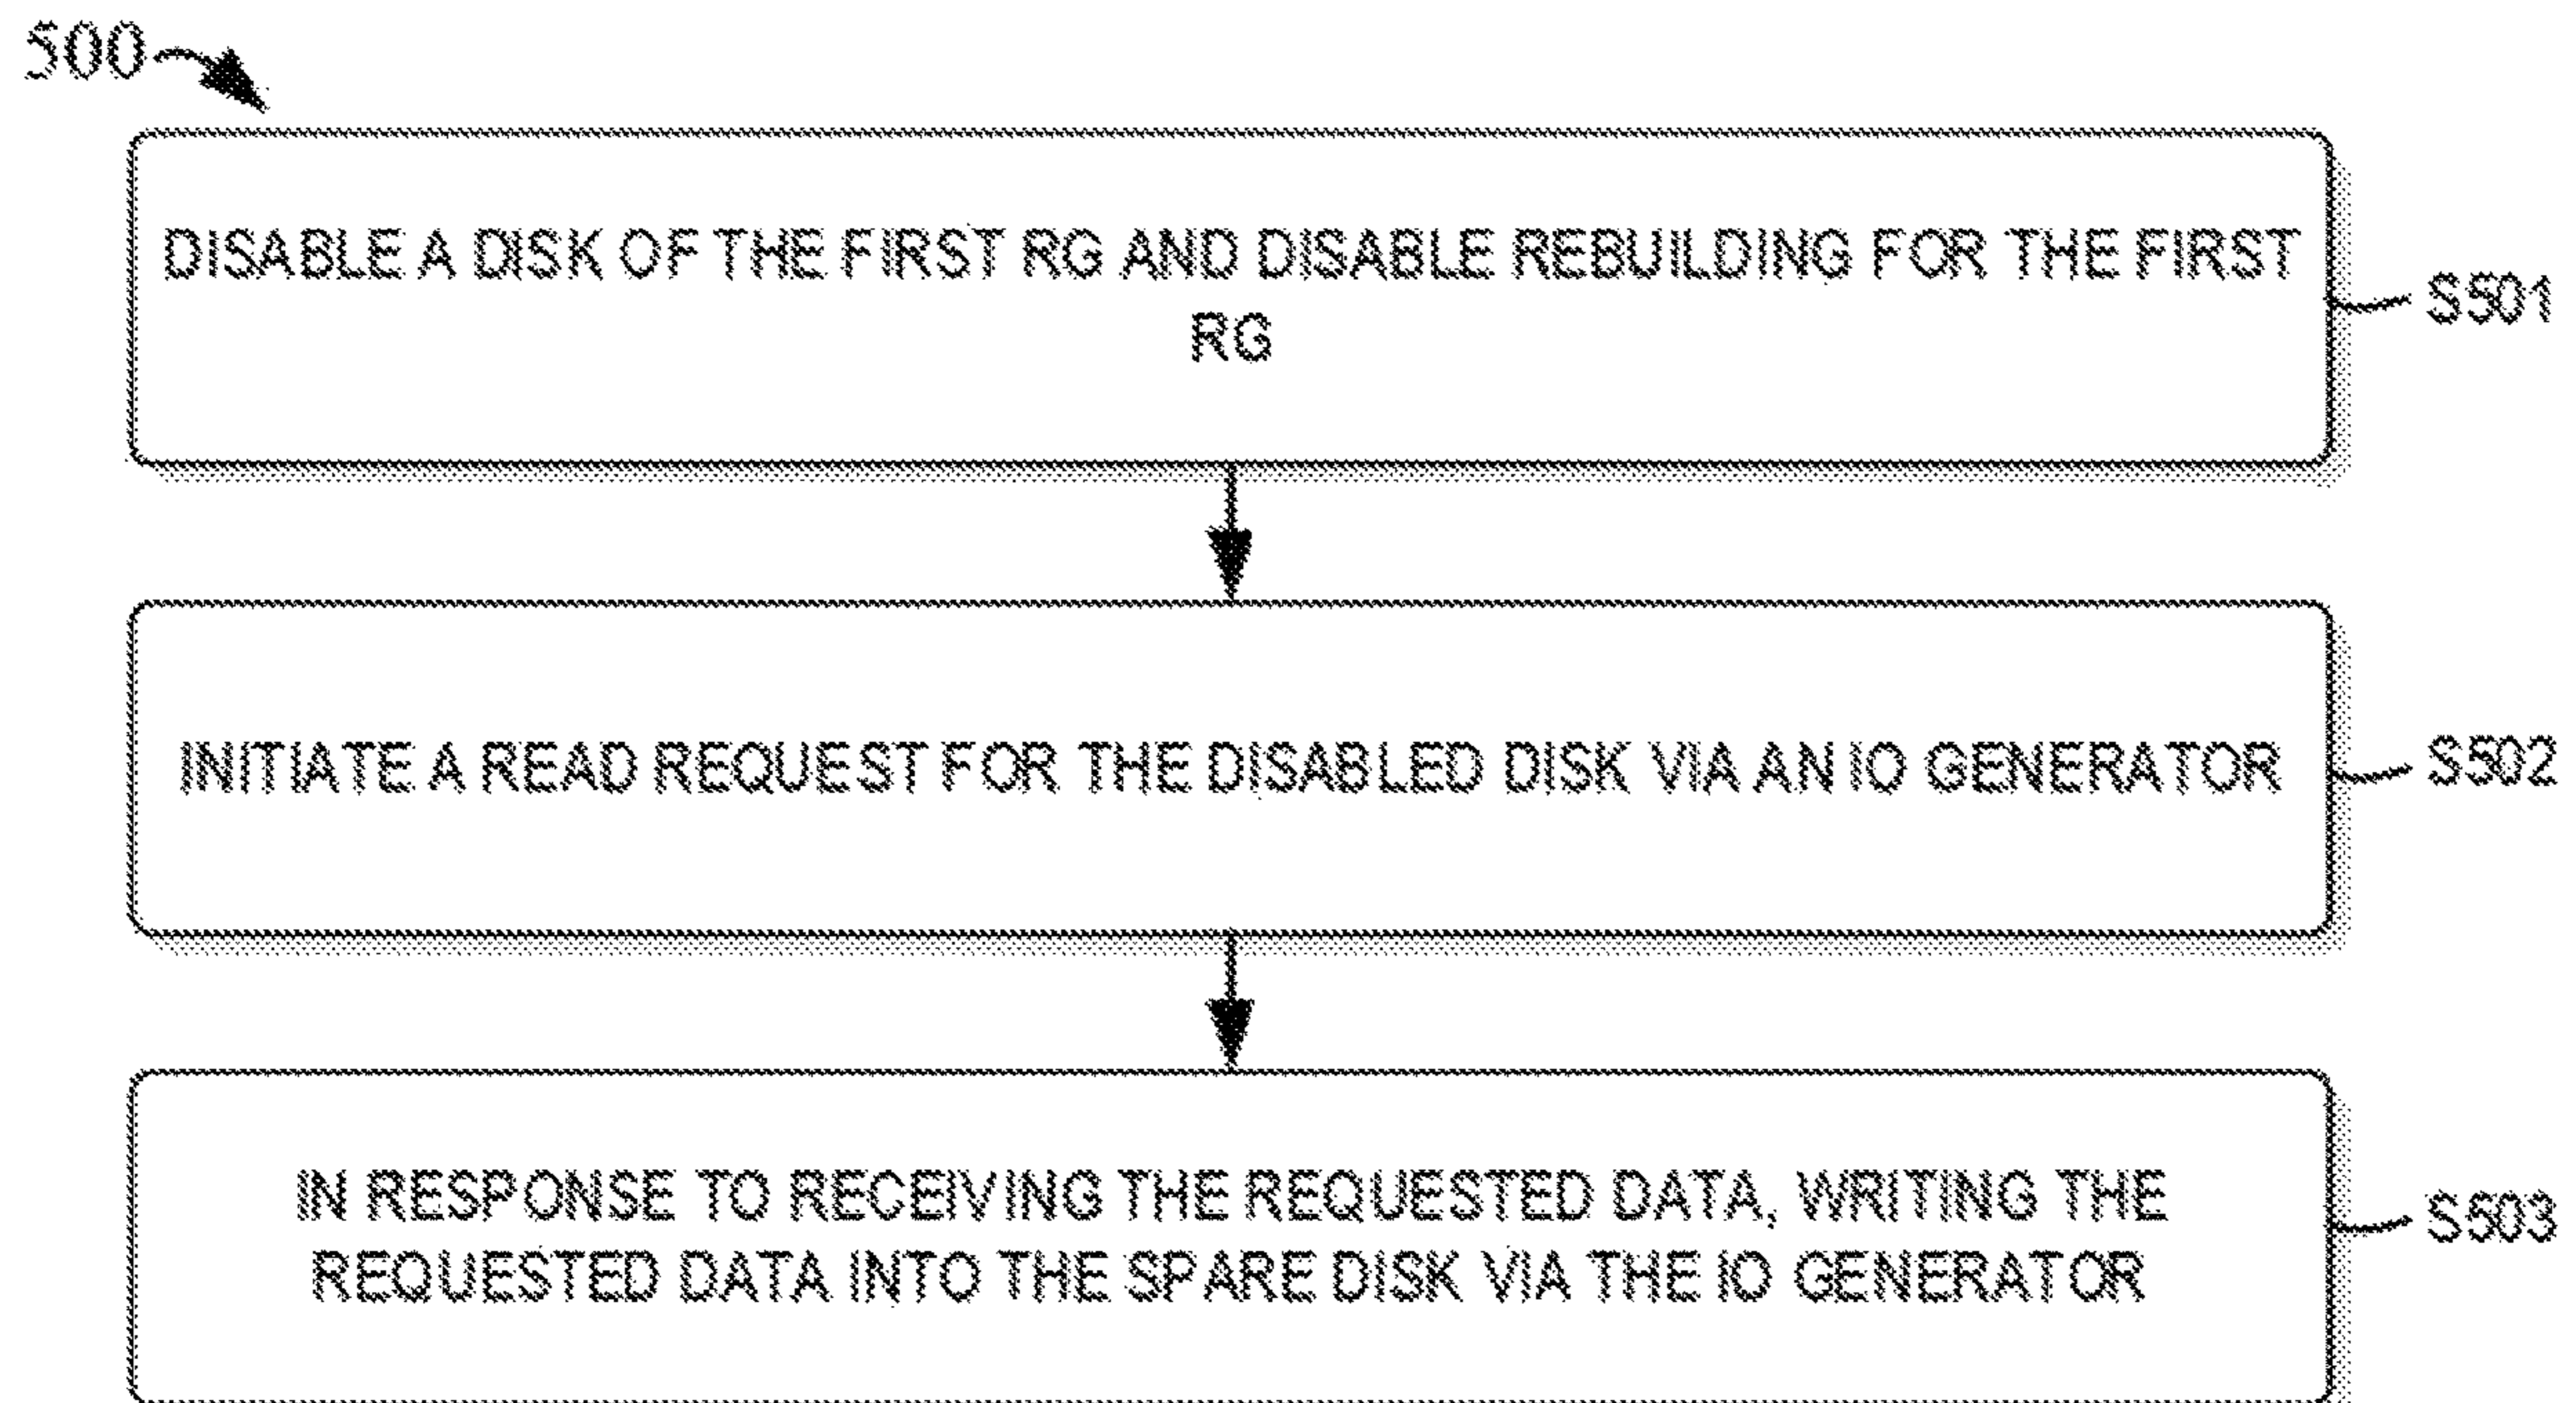 500
DISABLE A DISK OF THE FIRST RG AND DISABLE REBUILDING FOR THE FIRST
RG
S501
INITIATE A READ REQUEST FOR THE DISABLED DISK VIA AN IO GENERATOR
S502
IN RESPONSE TO RECEIVING THE REQUESTED DATA, WRITING THE
REQUESTED DATA INTO THE SPARE DISK VIA THE IO GENERATOR
S503